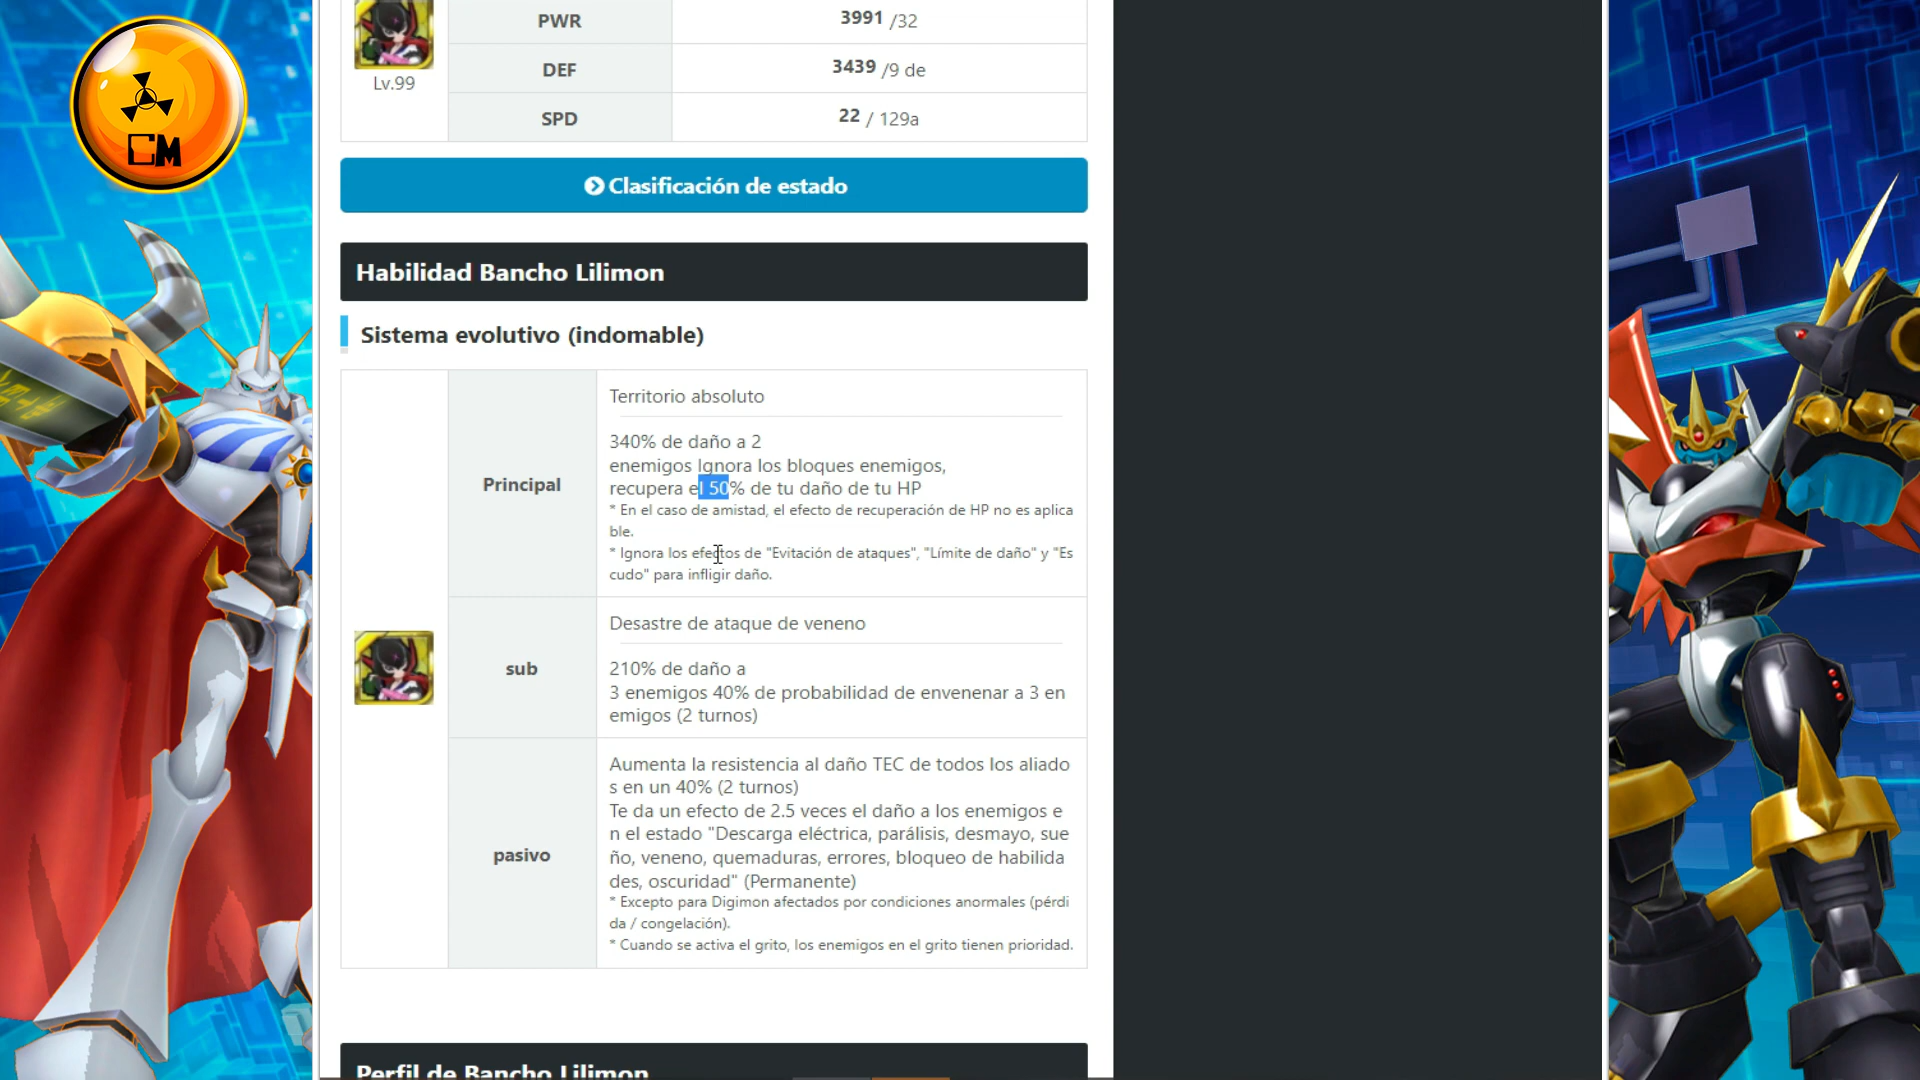 CM
PWR
3991 /32
DEF
3439 /9 de
SPD
22 / 129a
Lv.99
Clasificación de estado
Habilidad Bancho Lilimon
Sistema evolutivo (indomable)
Principal
Territorio absoluto
340% de daño a 2
enemigos Ignora los bloques enemigos,
recupera el 50% de tu daño de tu HP
* En el caso de amistad, el efecto de recuperación de HP no es aplica
ble.
* Ignora los efectos de "Evitación de ataques", "Límite de daño" y "Es
cudo" para infligir daño.
sub
Desastre de ataque de veneno
210% de daño a
3 enemigos 40% de probabilidad de envenenar a 3 en
emigos (2 turnos)
pasivo
Aumenta la resistencia al daño TEC de todos los aliado
s en un 40% (2 turnos)
Te da un efecto de 2.5 veces el daño a los enemigos e
n el estado "Descarga eléctrica, parálisis, desmayo, sue
ño, veneno, quemaduras, errores, bloqueo de habilida
des, oscuridad" (Permanente)
* Excepto para Digimon afectados por condiciones anormales (pérdi
da / congelación).
* Cuando se activa el grito, los enemigos en el grito tienen prioridad.
Perfil de Bancho Lilimon